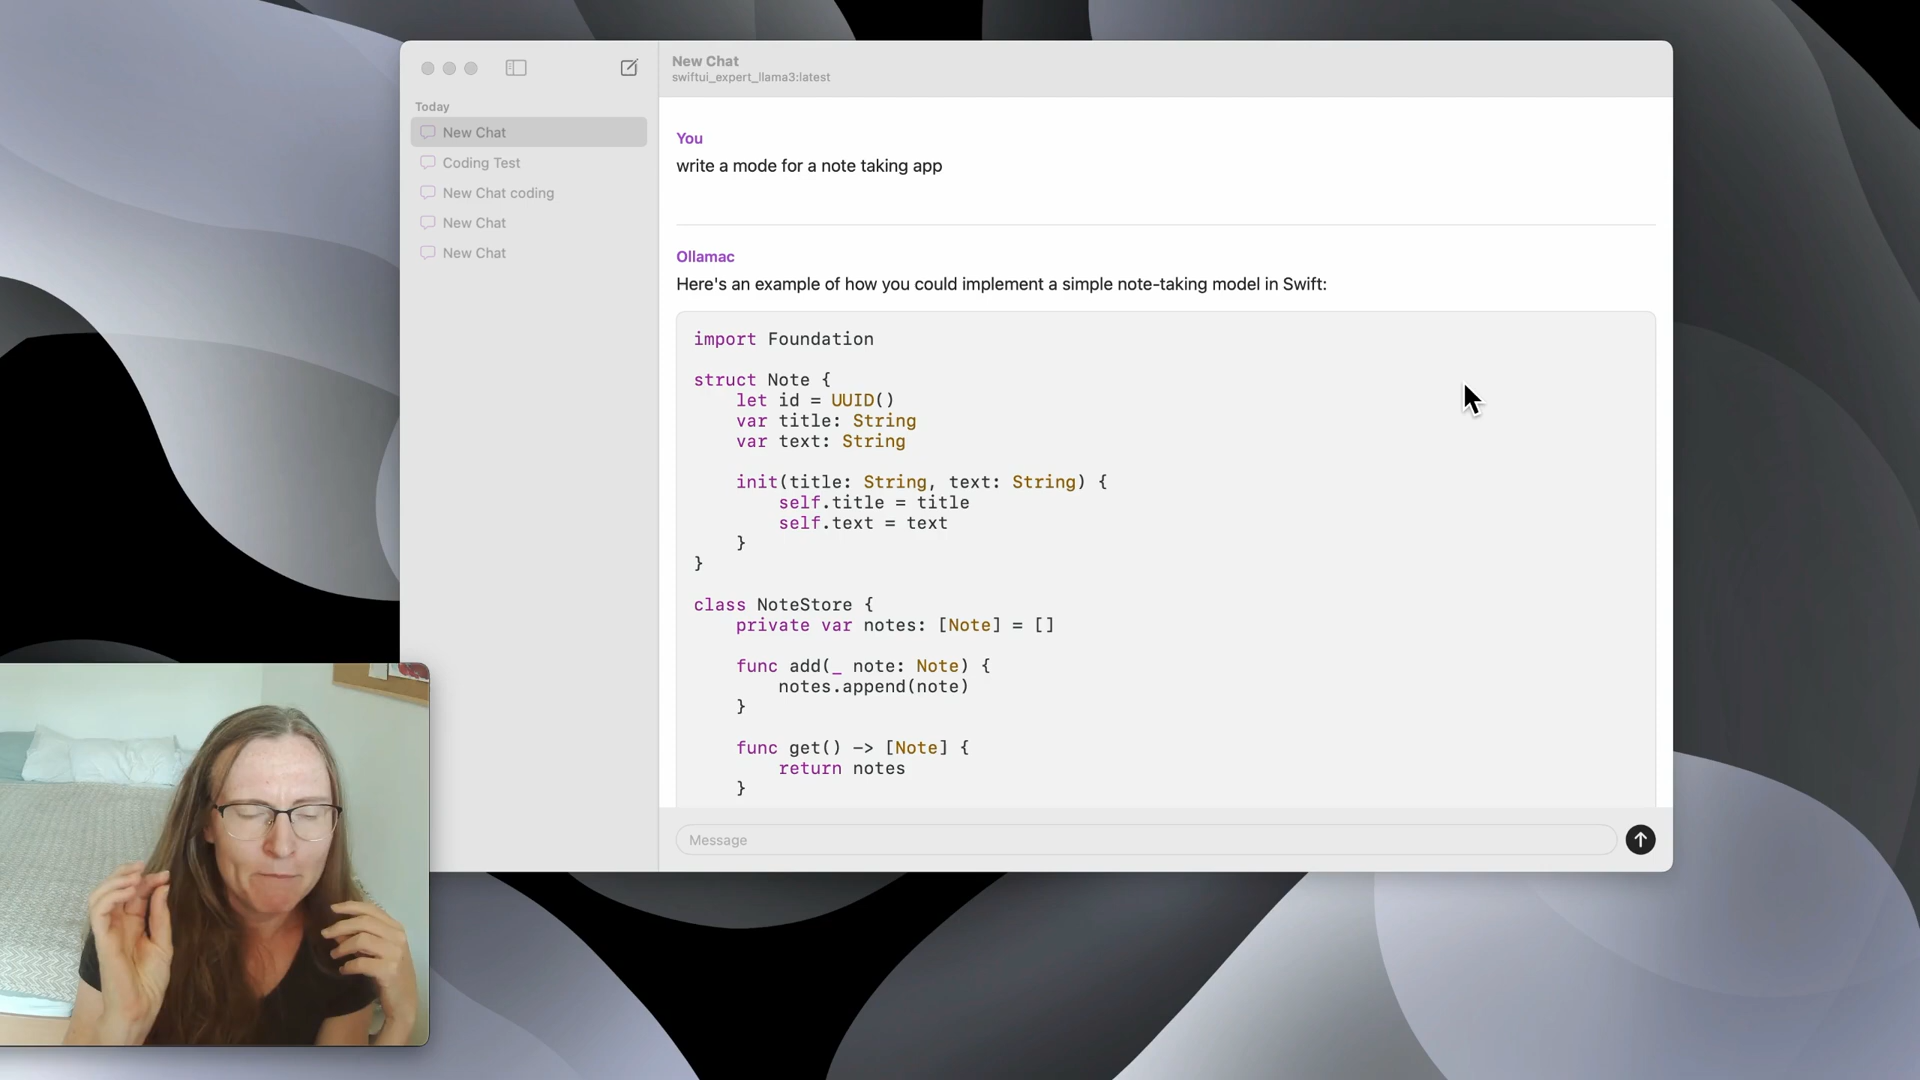 New Chat
swiftui_expert_llama3:latest
Today
New Chat
Coding Test
New Chat coding
New Chat
New Chat
You
write a mode for a note taking app
Ollamac
Here's an example of how you could implement a simple note-taking model in Swift:
import Foundation
struct Note {
    let id = UUID()
    var title: String
    var text: String
    init(title: String, text: String) {
        self.title = title
        self.text = text
    }
}
class NoteStore {
    private var notes: [Note] = []
    func add(_ note: Note) {
        notes.append(note)
    }
    func get() -> [Note] {
        return notes
    }
Message